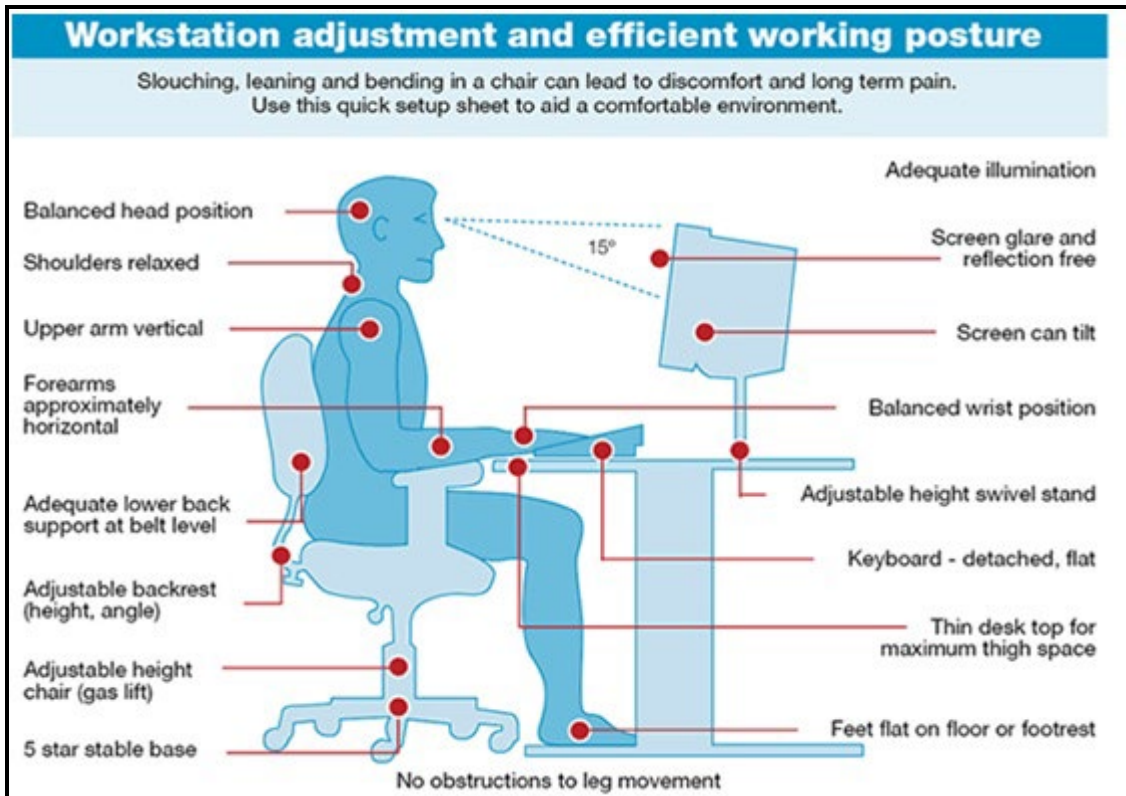 Workstation adjustment and efficient working posture
Slouching, leaning and bending in a chair can lead to discomfort and long term pain.
Use this quick setup sheet to aid a comfortable environment.
Adequate illumination
Balanced head position
Shoulders relaxed
Upper arm vertical
Forearms
approximately
horizontal
Adequate lower back
support at belt level
Adjustable backrest
(height, angle)
Adjustable height
chair (gas lift)
5 star stable base
15°
Screen glare and
reflection free
Screen can tilt
Balanced wrist position
Adjustable height swivel stand
Keyboard - detached, flat
Thin desk top for
maximum thigh space
Feet flat on floor or footrest
No obstructions to leg movement